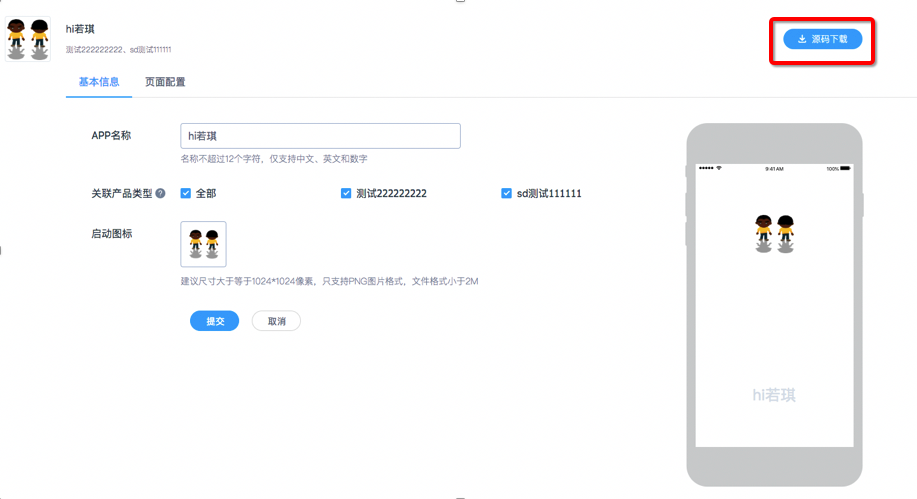 hi若琪
测试222222222、sd测试111111
源码下载
基本信息 页面配置
APP名称 hi若琪
名称不超过12个字符，仅支持中文、英文和数字
关联产品类型 ? 全部 测试222222222 sd测试111111
启动图标
建议尺寸大于等于1024*1024像素，只支持PNG图片格式，文件格式小于2M
提交 取消
9:41 AM 100%
hi若琪